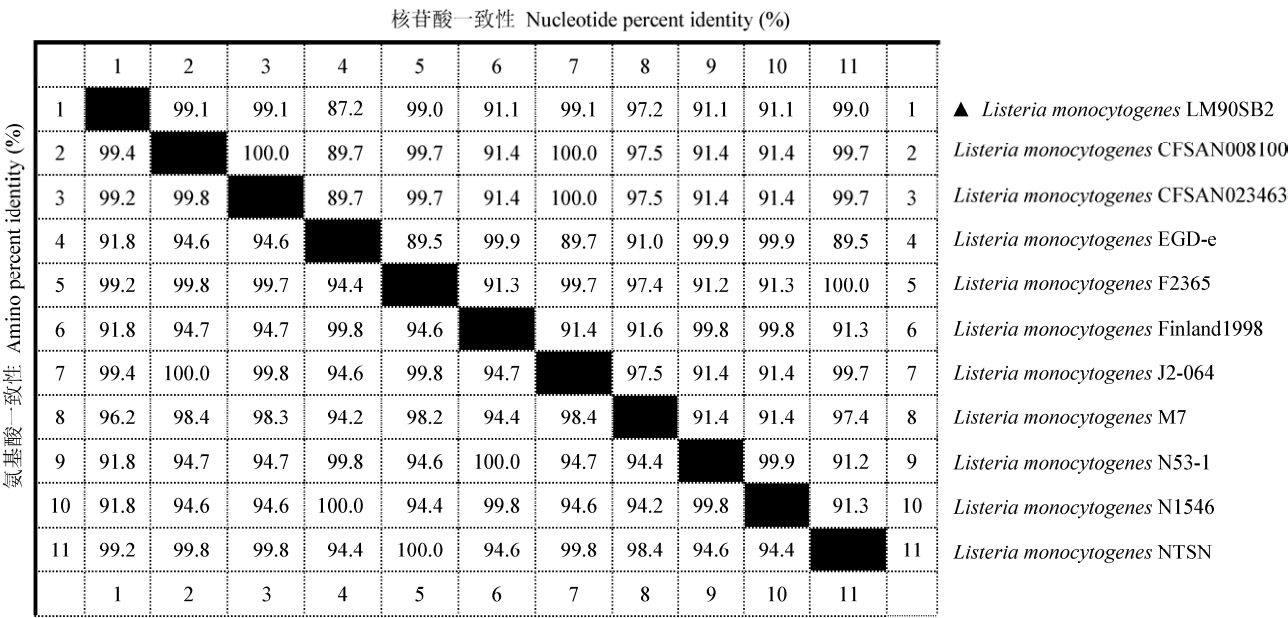 核苷酸一致性 Nucleotide percent identity (%)
氨基酸一致性 Amino percent identity (%)
1 2 3 4 5 6 7 8 9 10 11
1 99.1 99.1 87.2 99.0 91.1 99.1 97.2 91.1 91.1 99.0 1 ▲ Listeria monocytogenes LM90SB2
2 99.4 100.0 89.7 99.7 91.4 100.0 97.5 91.4 91.4 99.7 2 Listeria monocytogenes CFSAN008100
3 99.2 99.8 89.7 99.7 91.4 100.0 97.5 91.4 91.4 99.7 3 Listeria monocytogenes CFSAN023463
4 91.8 94.6 94.6 89.5 99.9 89.7 91.0 99.9 99.9 89.5 4 Listeria monocytogenes EGD-e
5 99.2 99.8 99.7 94.4 91.3 99.7 97.4 91.2 91.3 100.0 5 Listeria monocytogenes F2365
6 91.8 94.7 94.7 99.8 94.6 91.4 91.6 99.8 99.8 91.3 6 Listeria monocytogenes Finland1998
7 99.4 100.0 99.8 94.6 99.8 94.7 97.5 91.4 91.4 99.7 7 Listeria monocytogenes J2-064
8 96.2 98.4 98.3 94.2 98.2 94.4 98.4 91.4 91.4 97.4 8 Listeria monocytogenes M7
9 91.8 94.7 94.7 99.8 94.6 100.0 94.7 94.4 99.9 91.2 9 Listeria monocytogenes N53-1
10 91.8 94.6 94.6 100.0 94.4 99.8 94.6 94.2 99.8 91.3 10 Listeria monocytogenes N1546
11 99.2 99.8 99.8 94.4 100.0 94.6 99.8 98.4 94.6 94.4 11 Listeria monocytogenes NTSN
1 2 3 4 5 6 7 8 9 10 11